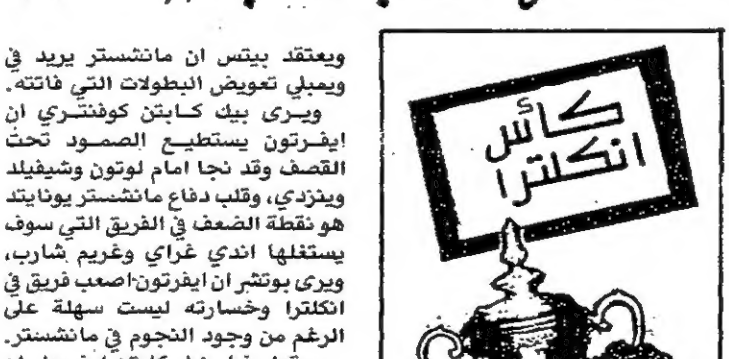 ويعتقد بيتس ان مانشستر يريد في
ويمبلي تعويض البطولات التي فاتته.
ويرى بيك كابتن كوفنتري ان
ايفرتون يستطيع الصمود تحت
القصف وقد نجا امام لوتون وشيفيلد
وينزدي، وقلب دفاع مانشستر يونايتد
هو نقطة الضعف في الفريق التي سوف
يستغلها اندي غراي وغريم شارب،
ويرى بوتشر ان ايفرتون اصعب فريق في
انكلترا وخسارته ليست سهلة على
الرغم من وجود النجوم في مانشستر.
كأس
انكلترا